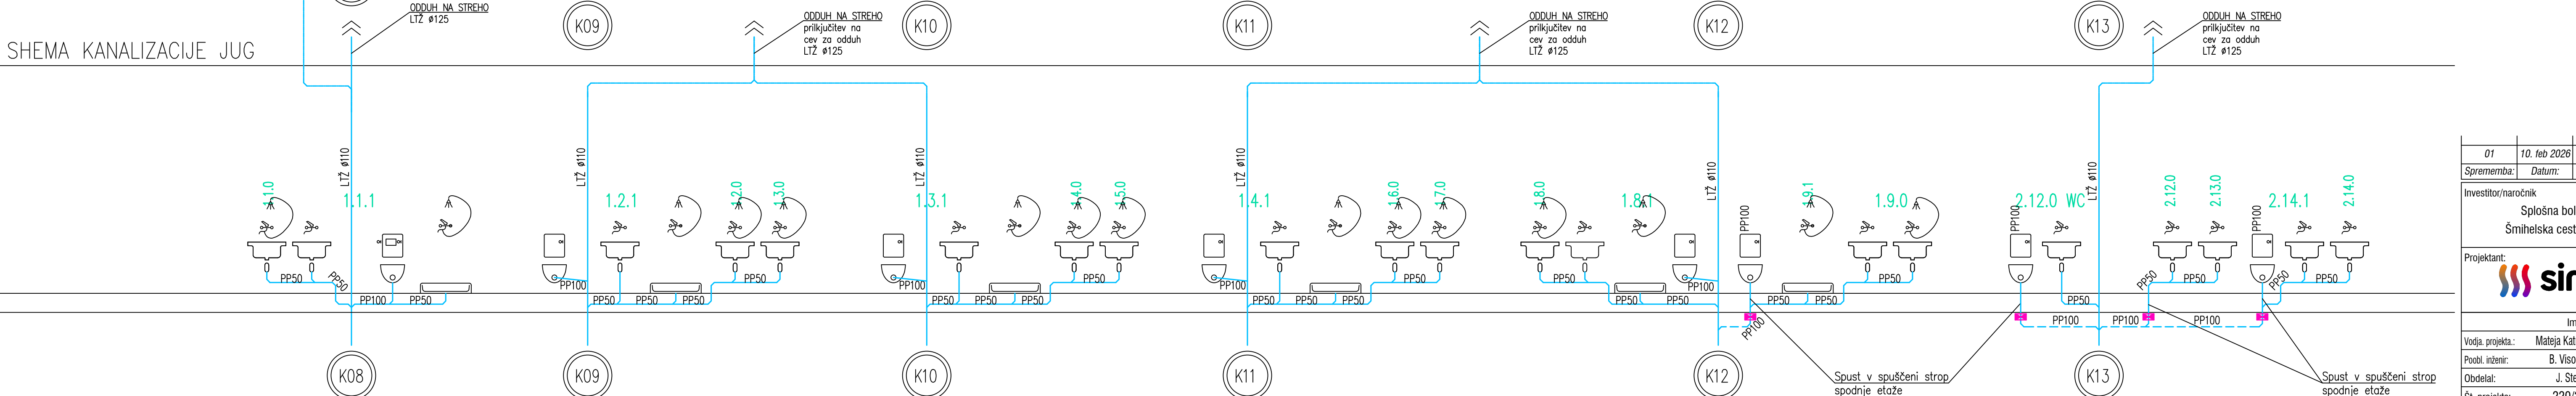 SHEMA KANALIZACIJE JUG
ODDUH NA STREHO
LTŽ ø125
K09
ODDUH NA STREHO
prilkjučitev na
cev za odduh
LTŽ ø125
K10
K11
ODDUH NA STREHO
prilkjučitev na
cev za odduh
LTŽ ø125
K12
K13
ODDUH NA STREHO
prilkjučitev na
cev za odduh
LTŽ ø125
LTŽ ø110
LTŽ ø110
LTŽ ø110
LTŽ ø110
LTŽ ø110
LTŽ ø110
1.1.0
1.1.1
1.2.1
1.2.0
1.3.0
1.3.1
1.4.0
1.5.0
1.4.1
1.6.0
1.7.0
1.8.0
1.8.1
1.9.1
1.9.0
2.12.0 WC
2.12.0
2.13.0
2.14.1
2.14.0
PP100
PP100
PP100
PP50
PP50
PP100
PP50
PP100
PP50
PP50
PP50
PP50
PP100
PP50
PP50
PP50
PP50
PP100
PP50
PP50
PP50
PP50
PP50
PP50
PP50
PP100
PP100
PP50
PP50
PP50
PP50
PP50
PP50
PP50
PP50
PP100
PP100
PP100
K08
K09
K10
K11
K12
K13
Spust v spuščeni strop
spodnje etaže
Spust v spuščeni strop
spodnje etaže
01 10. feb 2026
Sprememba: Datum:
Investitor/naročnik
Splošna bol
Šmihelska cest
Projektant:
Vodja. projekta.: Mateja Kat
Poobl. inženir: B. Viso
Obdelal: J. Ste